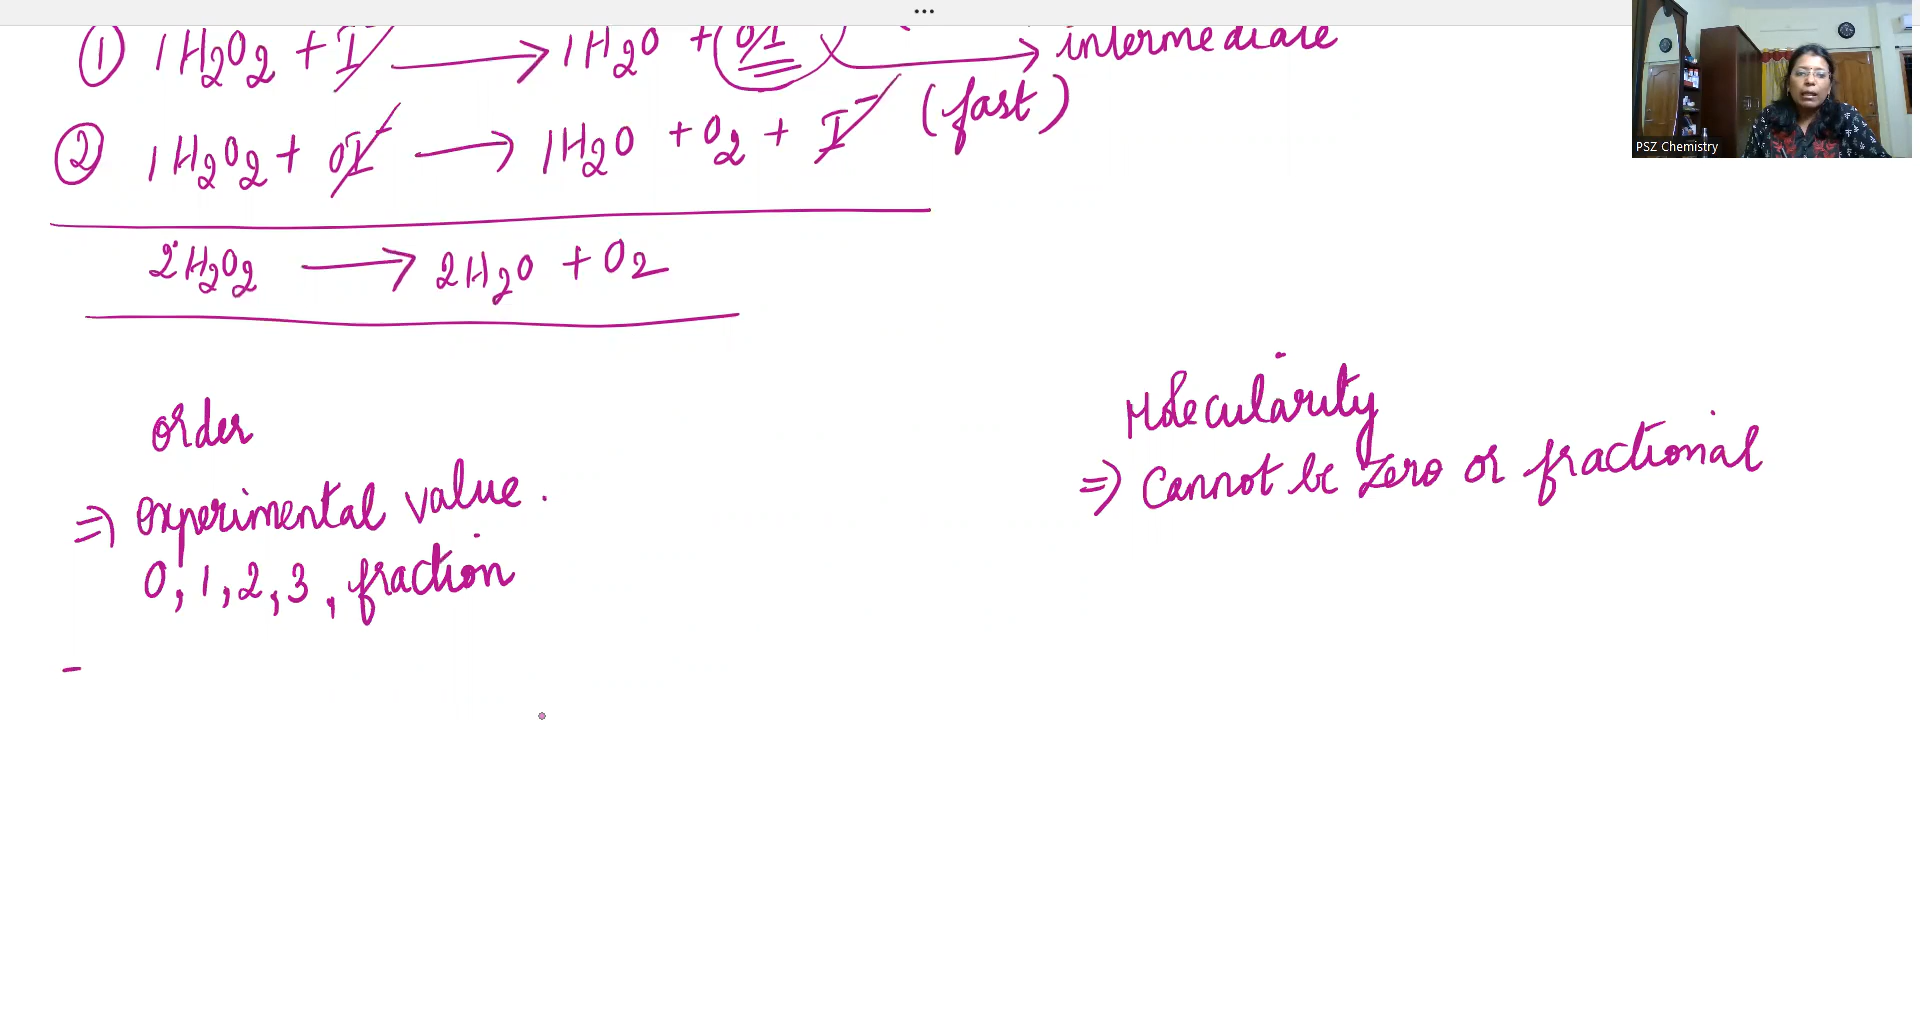 ...
① 1H₂O₂ + I⁻ ⟶ 1H₂O + OI⁻ → intermediate
② 1H₂O₂ + OI⁻ ⟶ 1H₂O + O₂ + I⁻ (fast)
2H₂O₂ ⟶ 2H₂O + O₂
Order
⇒ experimental value.
0, 1, 2, 3, fraction
-
Molecularity
⇒ Cannot be zero or fractional
PSZ Chemistry